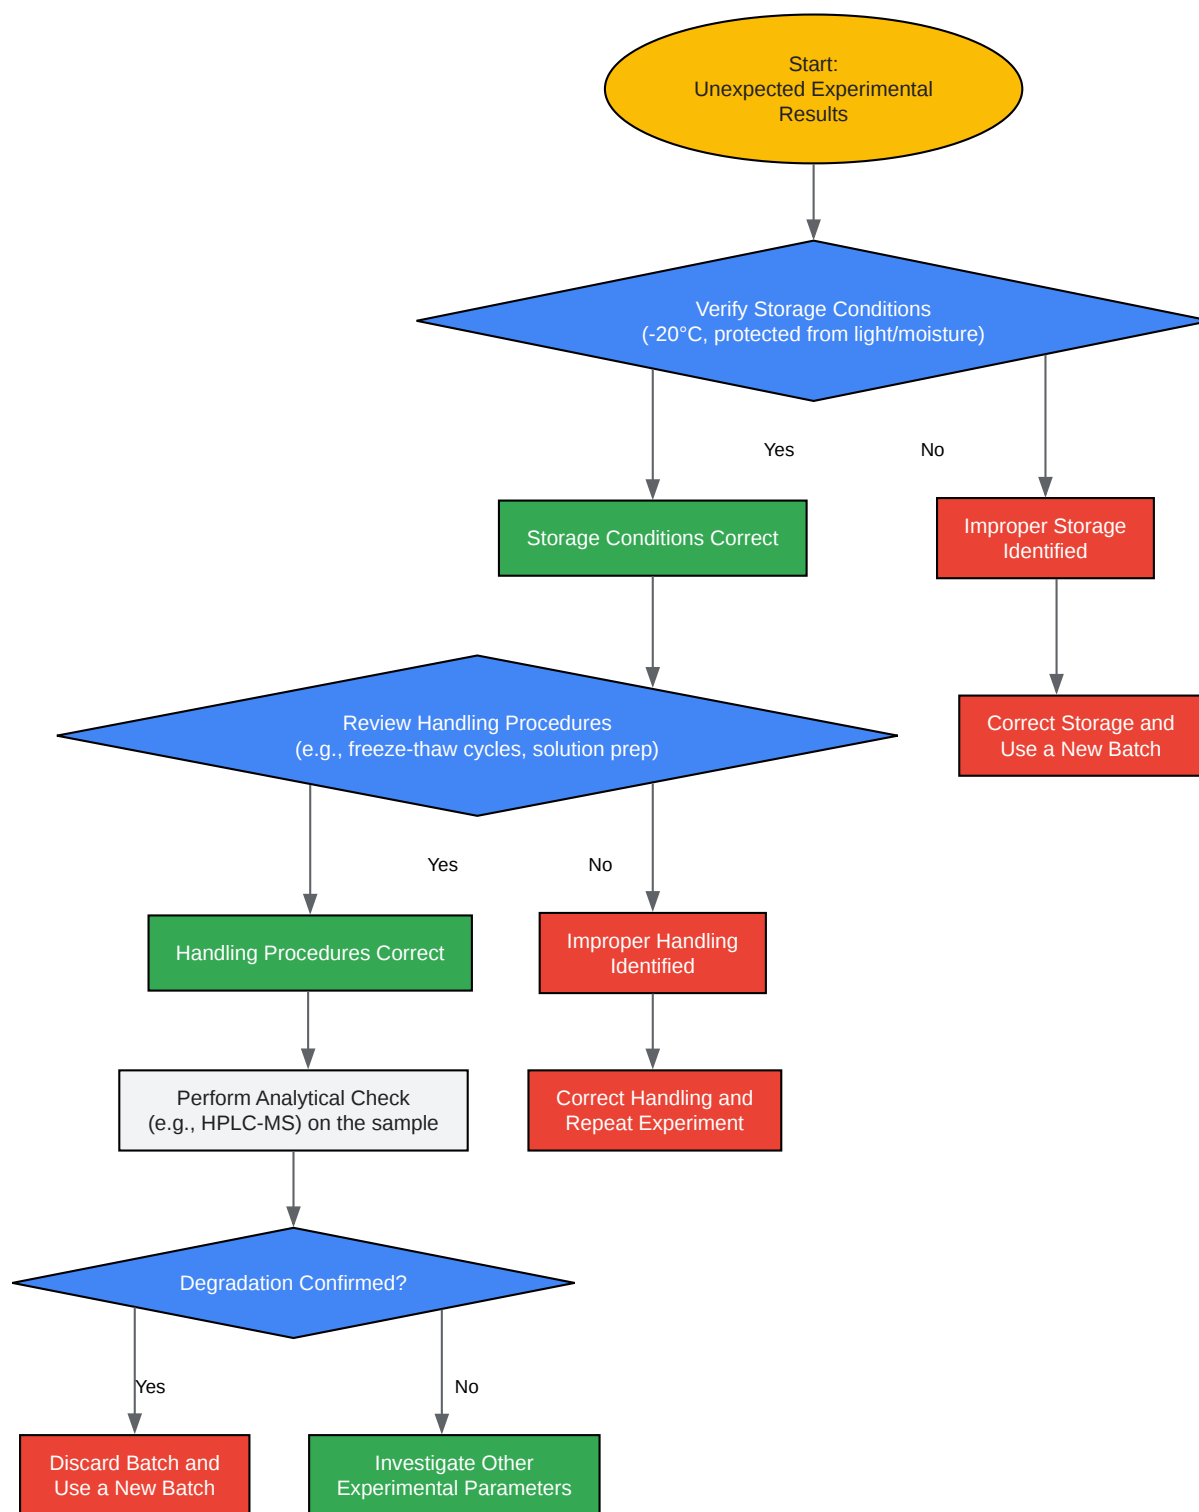 Start:
Unexpected Experimental
Results
Verify Storage Conditions
(-20°C, protected from light/moisture)
Yes
No
Storage Conditions Correct
Improper Storage
Identified
Review Handling Procedures
(e.g., freeze-thaw cycles, solution prep)
Correct Storage and
Use a New Batch
Yes
No
Handling Procedures Correct
Improper Handling
Identified
Perform Analytical Check
(e.g., HPLC-MS) on the sample
Correct Handling and
Repeat Experiment
Degradation Confirmed?
Yes
No
Discard Batch and
Use a New Batch
Investigate Other
Experimental Parameters